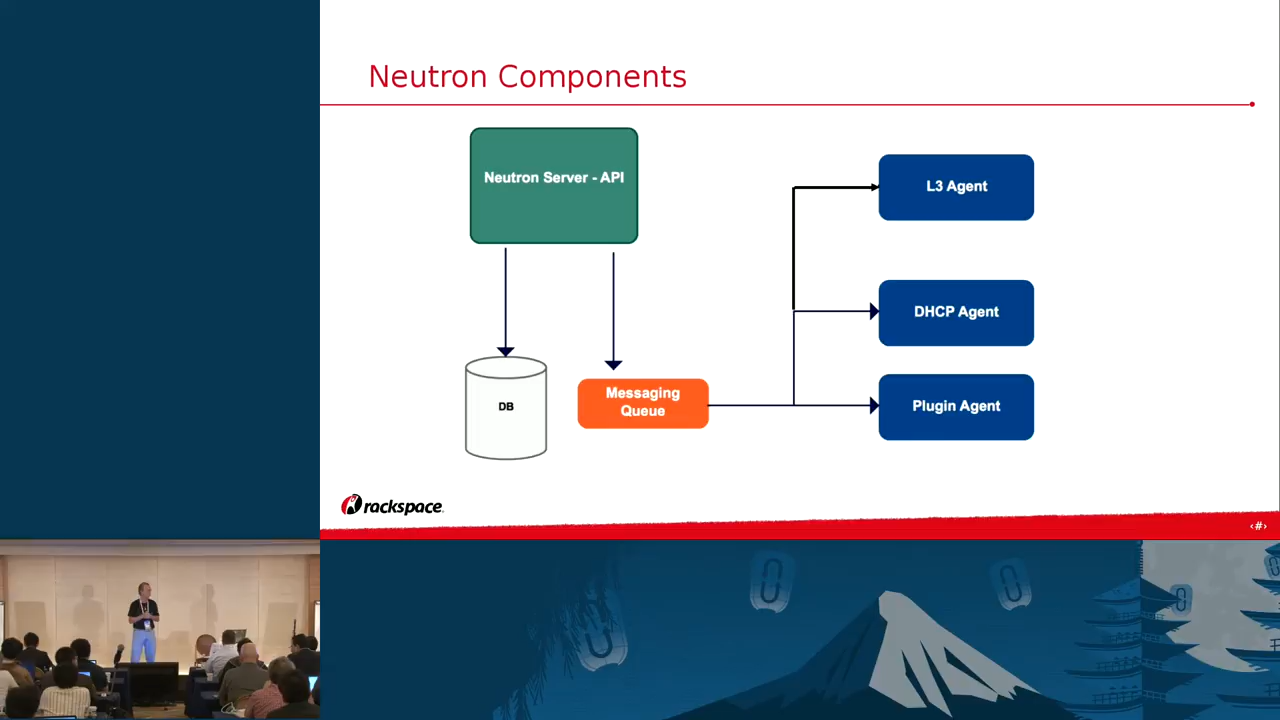 Neutron Components
Neutron Server - API
L3 Agent
DHCP Agent
DB
Messaging
Queue
Plugin Agent
rackspace
‹#›